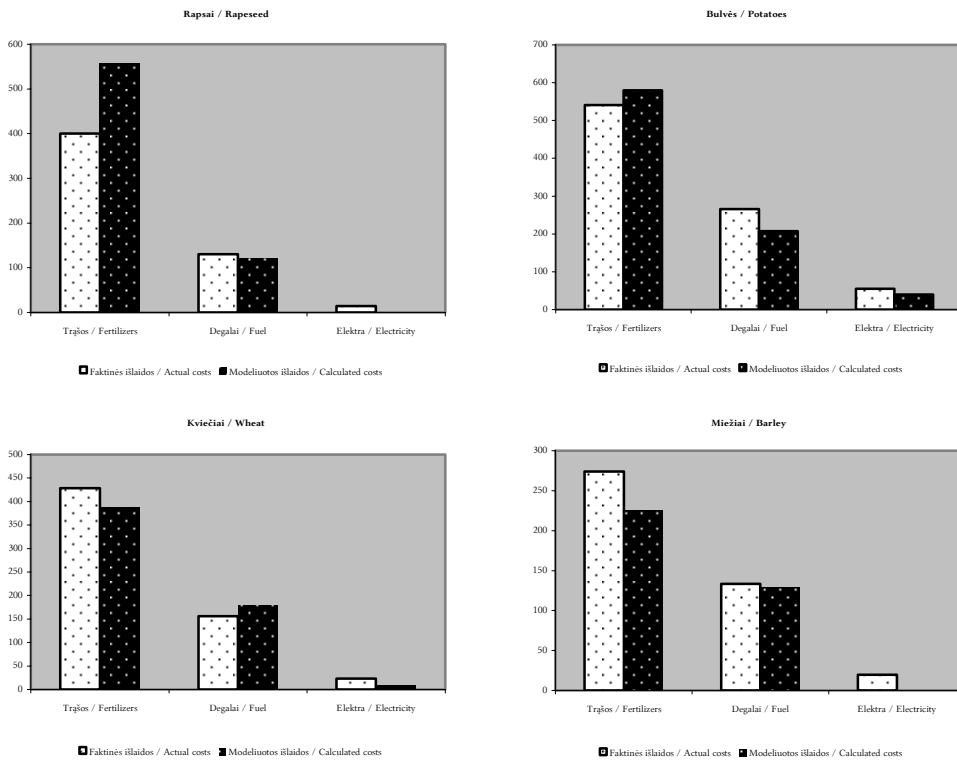 Rapsai / Rapeseed
600
500
400
300
200
100
0
Trąšos / Fertilizers
Degalai / Fuel
Elektra / Electricity
Faktinės išlaidos / Actual costs
Modeliuotos išlaidos / Calculated costs
Bulvės / Potatoes
700
600
500
400
300
200
100
0
Trąšos / Fertilizers
Degalai / Fuel
Elektra / Electricity
Faktinės išlaidos / Actual costs
Modeliuotos išlaidos / Calculated costs
Kviečiai / Wheat
500
450
400
350
300
250
200
150
100
50
0
Trąšos / Fertilizers
Degalai / Fuel
Elektra / Electricity
Faktinės išlaidos / Actual costs
Modeliuotos išlaidos / Calculated costs
Miežiai / Barley
300
250
200
150
100
50
0
Trąšos / Fertilizers
Degalai / Fuel
Elektra / Electricity
Faktinės išlaidos / Actual costs
Modeliuotos išlaidos / Calculated costs